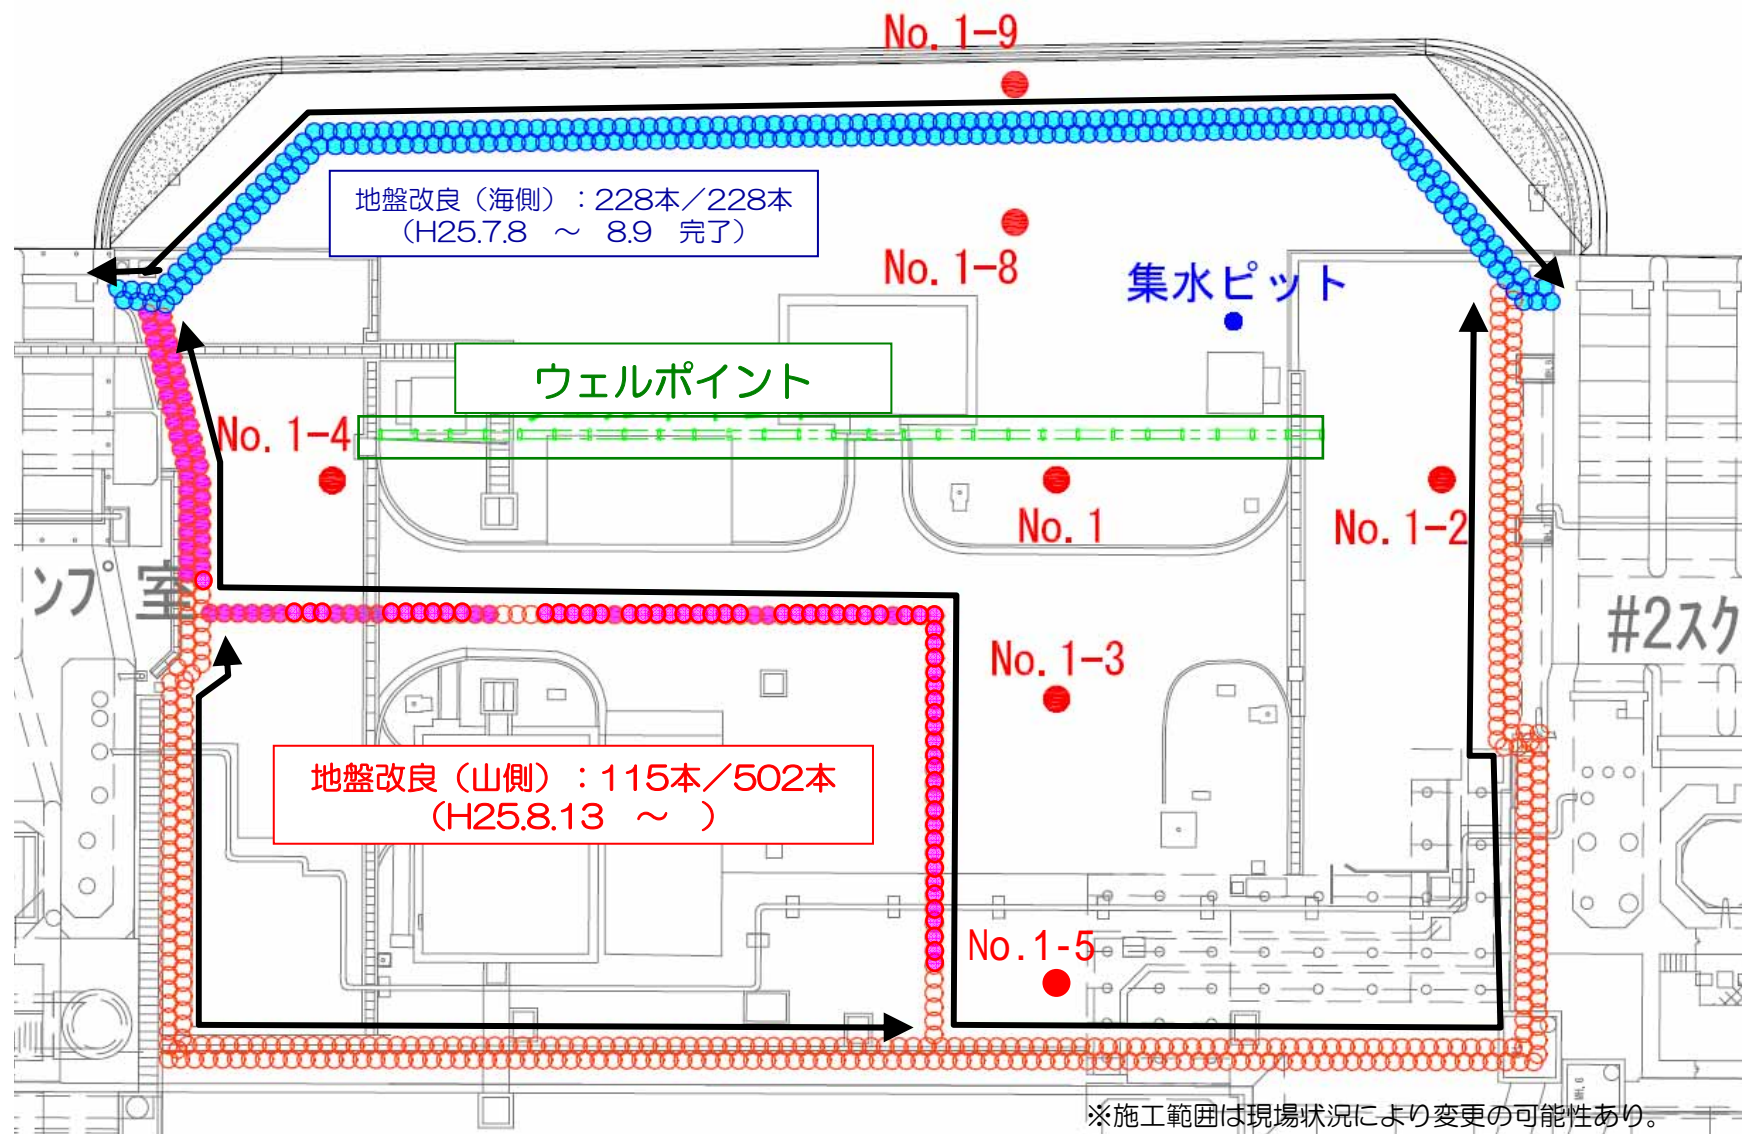 No. 1-9
地盤改良（海側）：228本／228本
（H25.7.8　～　8.9　完了）
No. 1-8
集水ピット
ウェルポイント
No. 1-4
No. 1
No. 1-2
ンプ室
#2スク
No. 1-3
地盤改良（山側）：115本／502本
（H25.8.13　～　）
No. 1-5
※施工範囲は現場状況により変更の可能性あり。